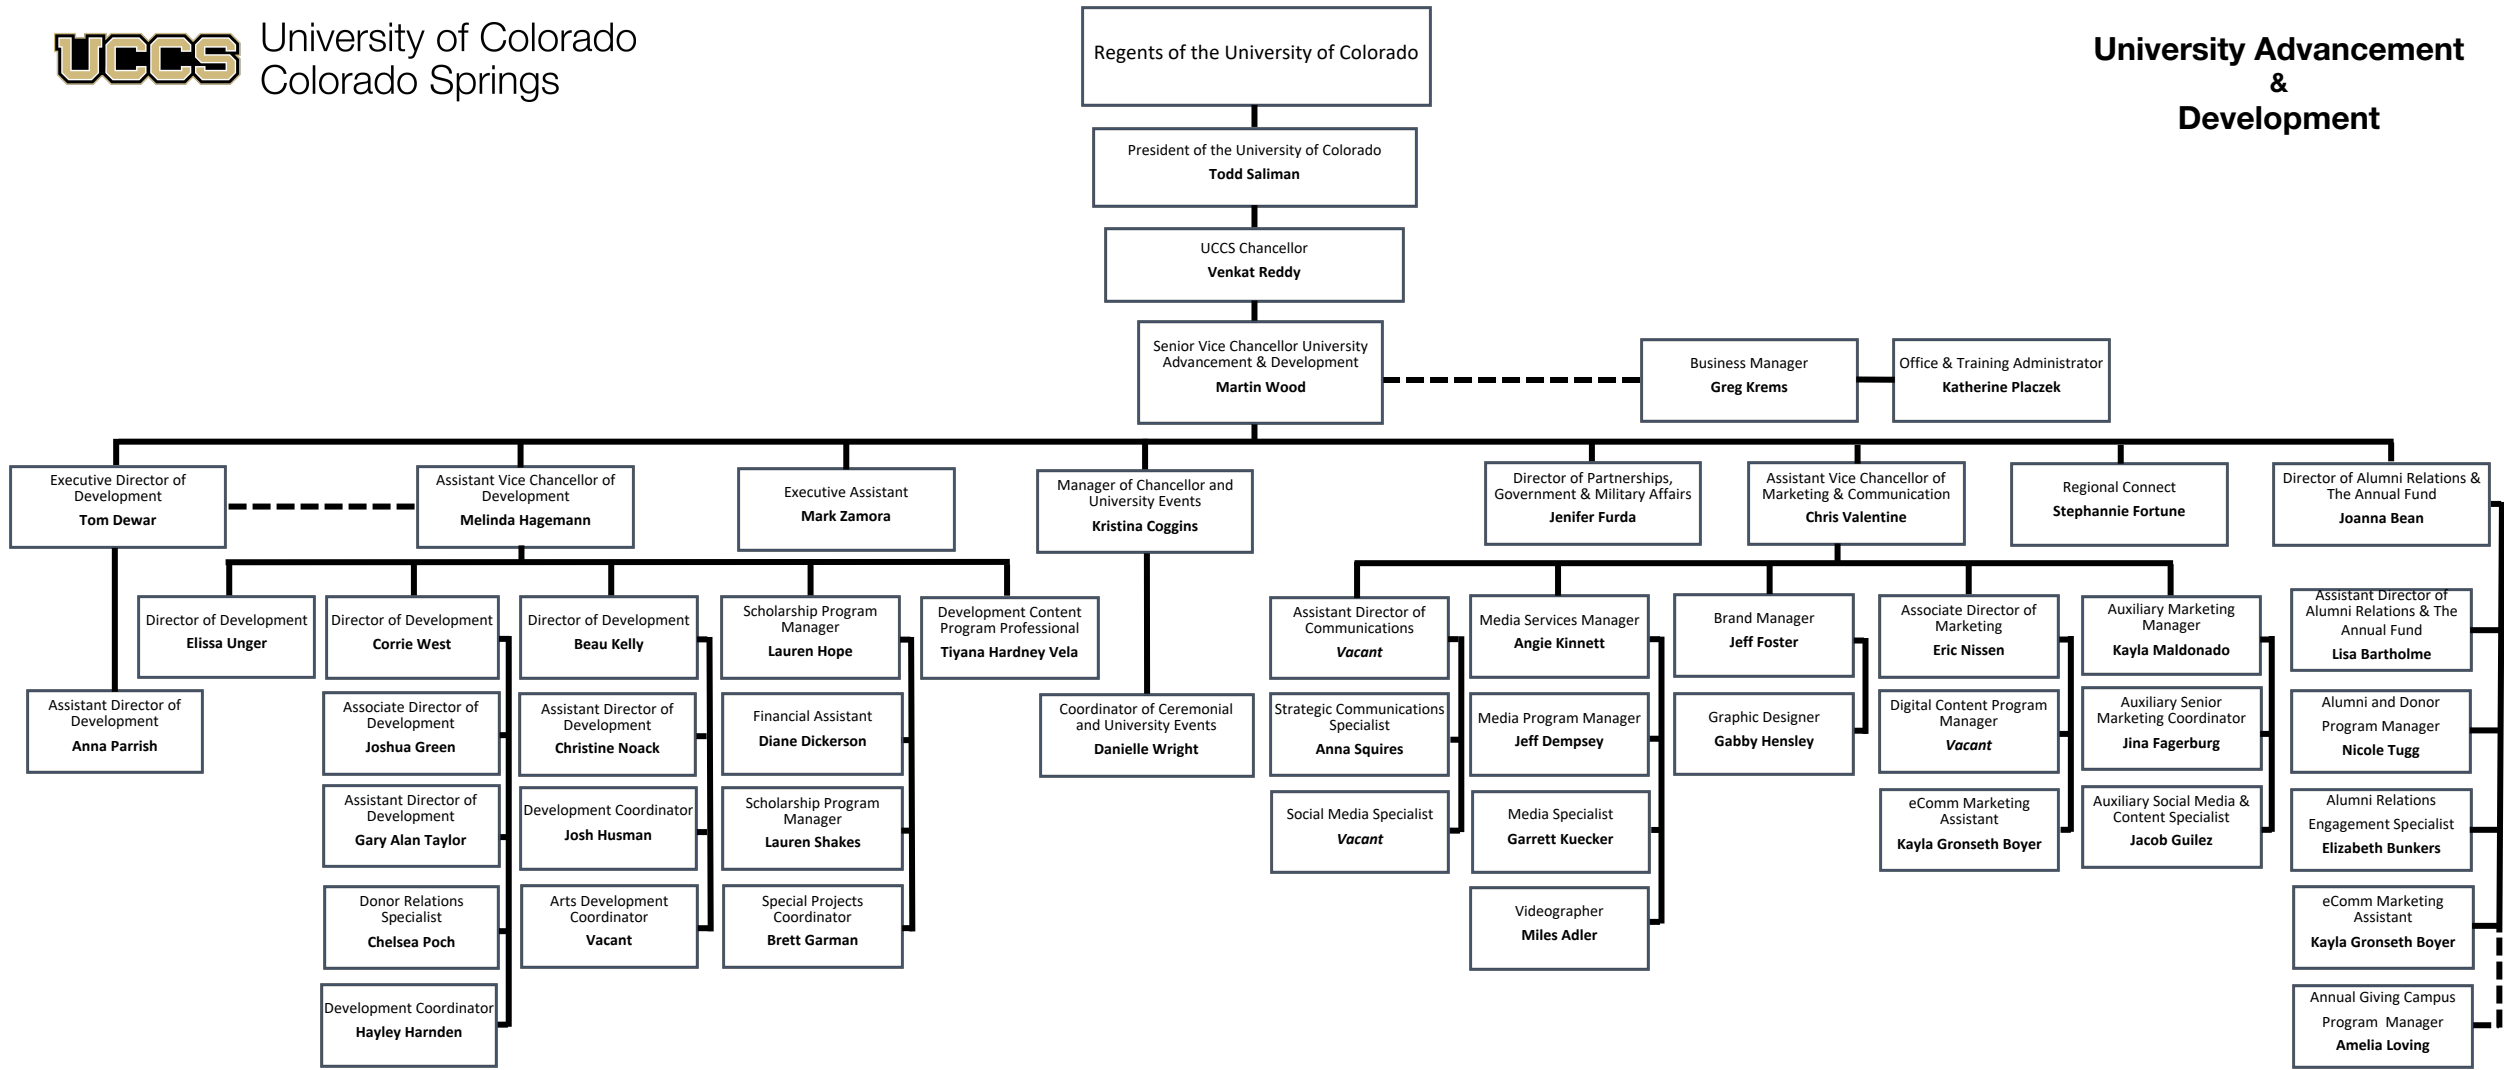 UCCS
University of Colorado
Colorado Springs
University Advancement
&
Development
Regents of the University of Colorado
President of the University of Colorado
Todd Saliman
UCCS Chancellor
Venkat Reddy
Senior Vice Chancellor University
Advancement & Development
Martin Wood
Business Manager
Greg Krems
Office & Training Administrator
Katherine Placzek
Executive Director of
Development
Tom Dewar
Assistant Vice Chancellor of
Development
Melinda Hagemann
Executive Assistant
Mark Zamora
Manager of Chancellor and
University Events
Kristina Coggins
Director of Partnerships,
Government & Military Affairs
Jenifer Furda
Assistant Vice Chancellor of
Marketing & Communication
Chris Valentine
Regional Connect
Stephannie Fortune
Director of Alumni Relations &
The Annual Fund
Joanna Bean
Assistant Director of
Development
Anna Parrish
Director of Development
Elissa Unger
Director of Development
Corrie West
Associate Director of
Development
Joshua Green
Assistant Director of
Development
Gary Alan Taylor
Donor Relations
Specialist
Chelsea Poch
Development Coordinator
Hayley Harnden
Director of Development
Beau Kelly
Assistant Director of
Development
Christine Noack
Development Coordinator
Josh Husman
Arts Development
Coordinator
Vacant
Scholarship Program
Manager
Lauren Hope
Financial Assistant
Diane Dickerson
Scholarship Program
Manager
Lauren Shakes
Special Projects
Coordinator
Brett Garman
Development Content
Program Professional
Tiyana Hardney Vela
Coordinator of Ceremonial
and University Events
Danielle Wright
Assistant Director of
Communications
Vacant
Strategic Communications
Specialist
Anna Squires
Social Media Specialist
Vacant
Media Services Manager
Angie Kinnett
Media Program Manager
Jeff Dempsey
Media Specialist
Garrett Kuecker
Videographer
Miles Adler
Brand Manager
Jeff Foster
Graphic Designer
Gabby Hensley
Associate Director of
Marketing
Eric Nissen
Digital Content Program
Manager
Vacant
eComm Marketing
Assistant
Kayla Gronseth Boyer
Auxiliary Marketing
Manager
Kayla Maldonado
Auxiliary Senior
Marketing Coordinator
Jina Fagerburg
Auxiliary Social Media &
Content Specialist
Jacob Guilez
Assistant Director of
Alumni Relations & The
Annual Fund
Lisa Bartholme
Alumni and Donor
Program Manager
Nicole Tugg
Alumni Relations
Engagement Specialist
Elizabeth Bunkers
eComm Marketing
Assistant
Kayla Gronseth Boyer
Annual Giving Campus
Program Manager
Amelia Loving